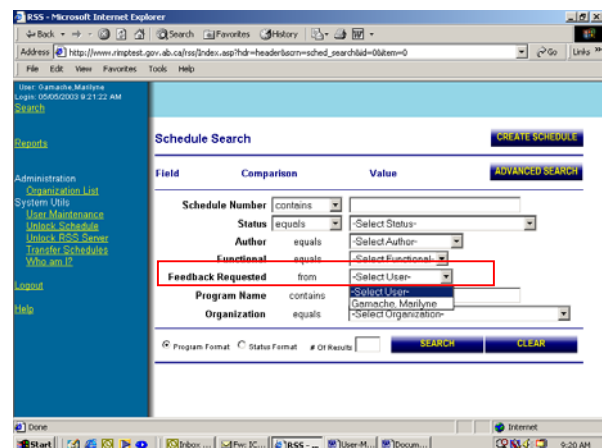 RSS - Microsoft Internet Explorer
Back Search Favorites History
Address http://www.rimptest.gov.ab.ca/rss/Index.asp?hdr=header&scrn=sched_search&id=0&item=0 Go Links »
File Edit View Favorites Tools Help
User: Gamache,Marilyne
Login: 05/05/2003 9:21:22 AM
Search
Reports
Administration
Organization List
System Utils
User Maintenance
Unlock Schedule
Unlock RSS Server
Transfer Schedules
Who am I?
Logout
Help
Schedule Search CREATE SCHEDULE
Field Comparison Value ADVANCED SEARCH
Schedule Number contains
Status equals -Select Status-
Author equals -Select Author-
Functional equals -Select Functional-
Feedback Requested from -Select User-
-Select User-
Gamache, Marilyne
Program Name contains
Organization equals -Select Organization-
Program Format Status Format # Of Results SEARCH CLEAR
Done Internet
Start Inbox ... Fw: IC... RSS - ... User-M... Docum... 9:20 AM